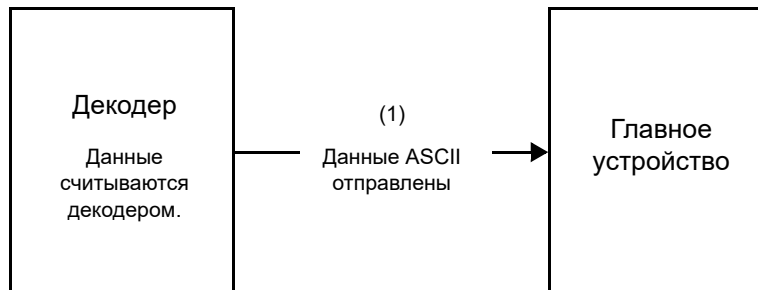 Декодер
Данные
считываются
декодером.
(1)
Данные ASCII
отправлены
Главное
устройство